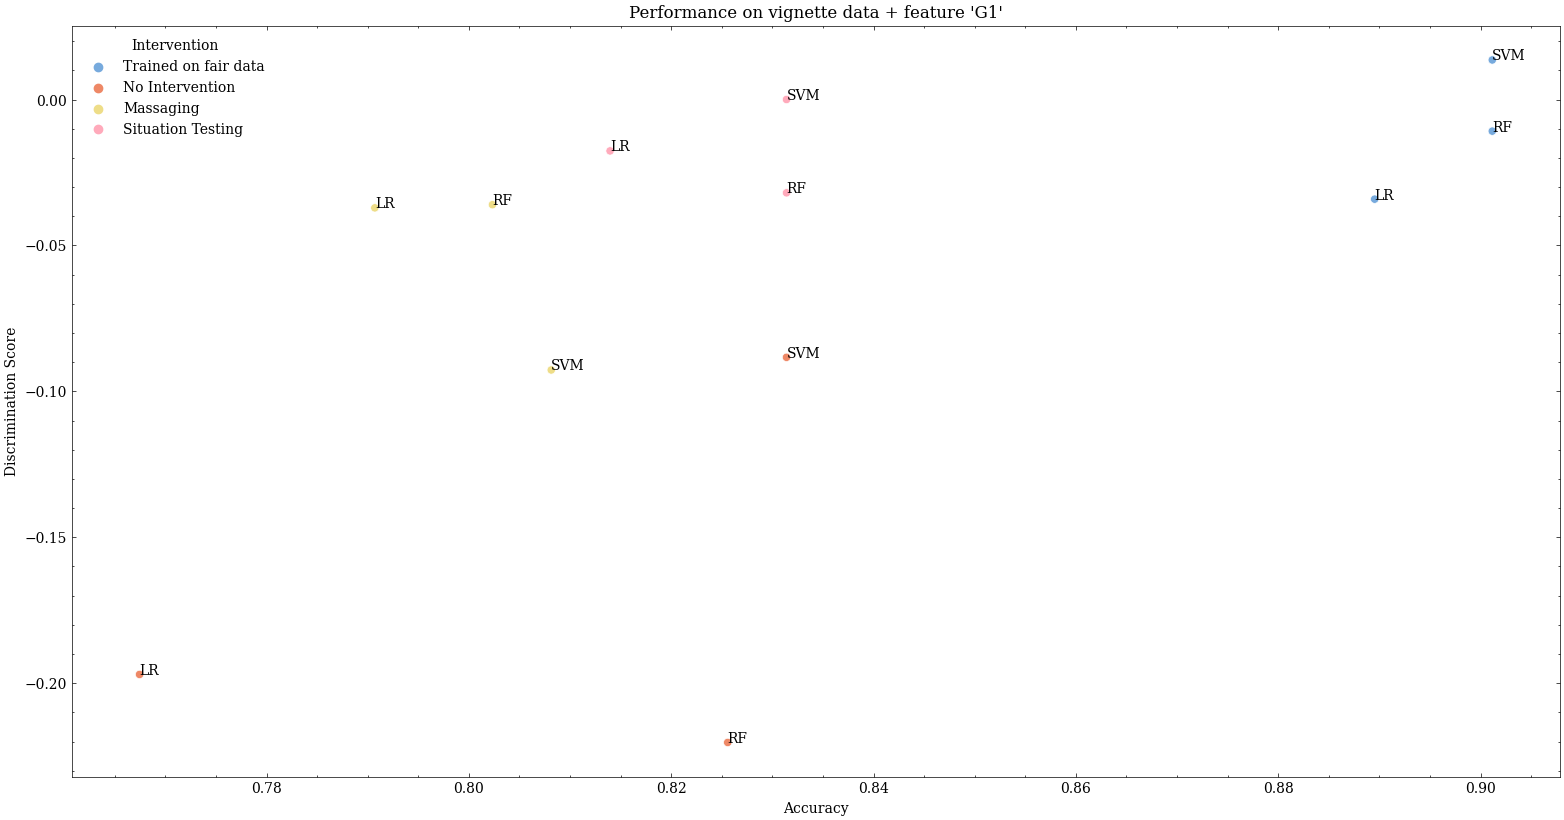 Performance on vignette data + feature 'G1'
Intervention
Trained on fair data
No Intervention
Massaging
Situation Testing
SVM
SVM
RF
LR
RF
LR
LR
RF
SVM
SVM
LR
RF
0.00
−0.05
−0.10
−0.15
−0.20
Discrimination Score
0.78 0.80 0.82 0.84 0.86 0.88 0.90
Accuracy